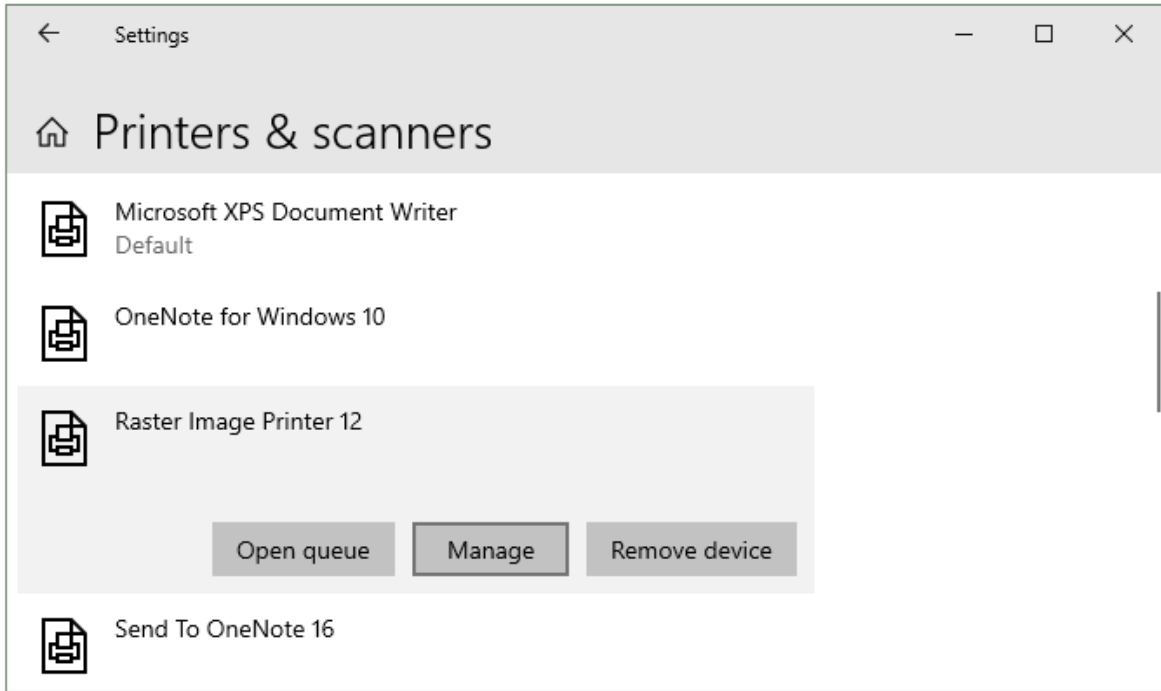 Settings
Printers & scanners
Microsoft XPS Document Writer
Default
OneNote for Windows 10
Raster Image Printer 12
Open queue Manage Remove device
Send To OneNote 16